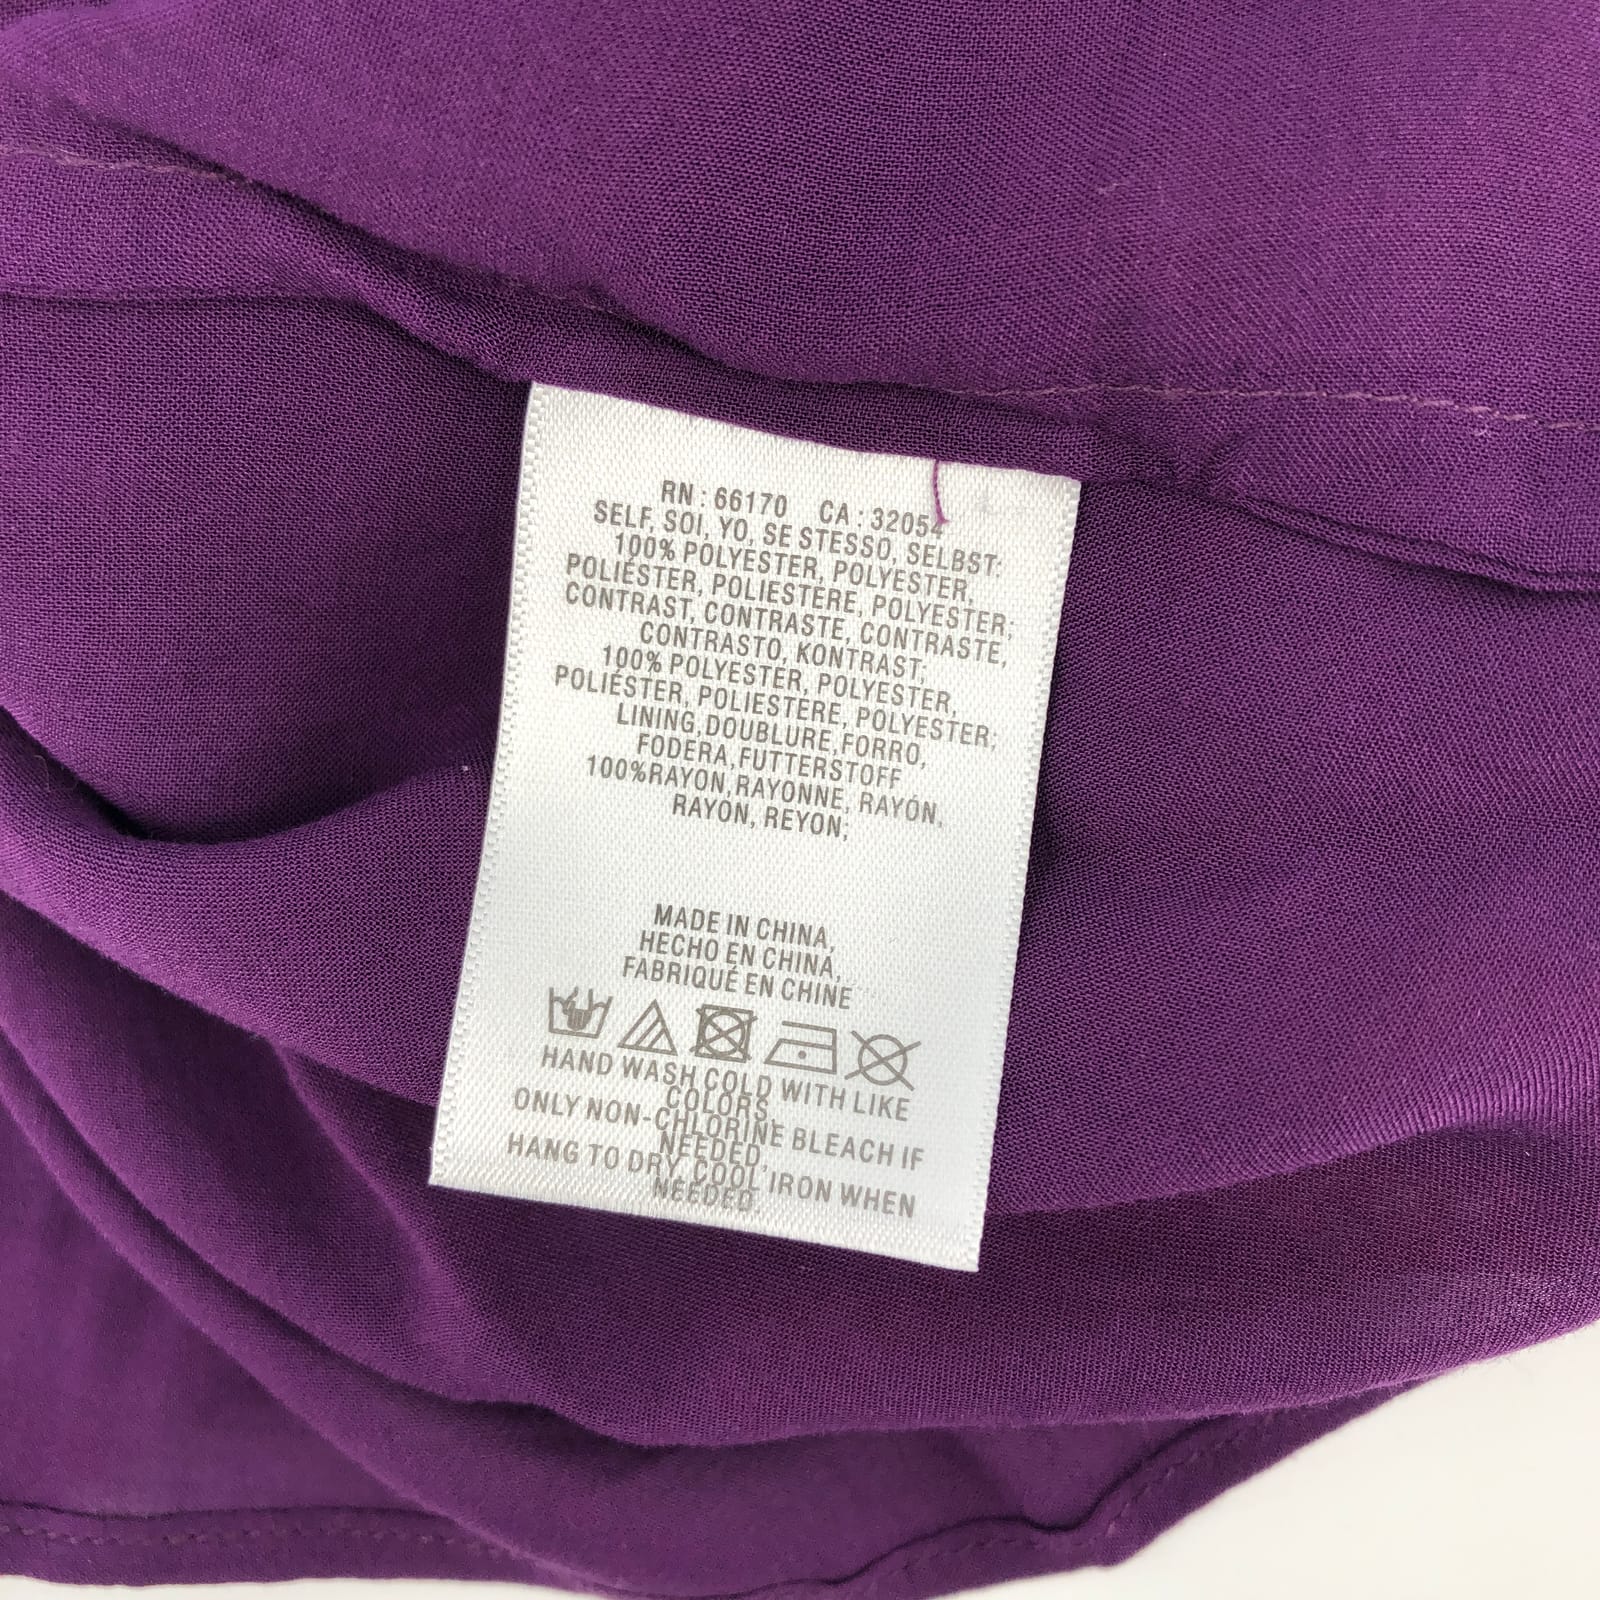 RN : 66170 CA : 32054
SELF, SOI, YO, SE STESSO, SELBST:
100% POLYESTER, POLYESTER,
POLIÉSTER, POLIESTERE, POLYESTER;
CONTRAST, CONTRASTE, CONTRASTE,
CONTRASTO, KONTRAST;
100% POLYESTER, POLYESTER,
POLIÉSTER, POLIESTERE, POLYESTER;
LINING,DOUBLURE,FORRO,
FODERA,FUTTERSTOFF
100%RAYON,RAYONNE, RAYÓN,
RAYON, REYON;
MADE IN CHINA,
HECHO EN CHINA,
FABRIQUÉ EN CHINE
HAND WASH COLD WITH LIKE
COLORS,
ONLY NON-CHLORINE BLEACH IF
NEEDED,
HANG TO DRY, COOL IRON WHEN
NEEDED.